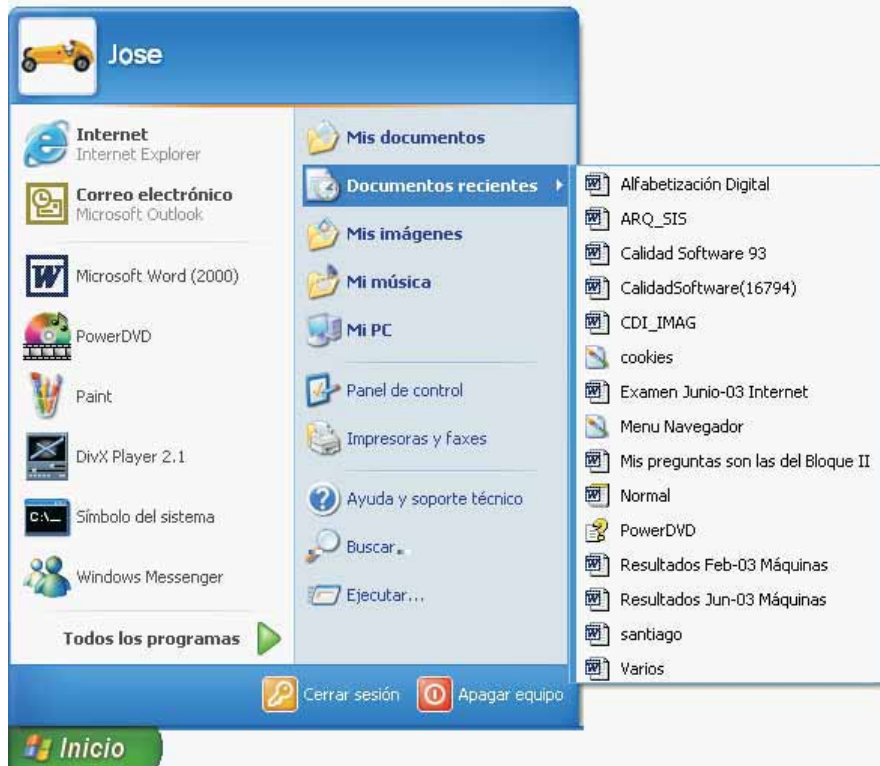 Jose
Internet
Internet Explorer
Correo electrónico
Microsoft Outlook
Microsoft Word (2000)
PowerDVD
Paint
DivX Player 2.1
C:\_
Símbolo del sistema
Windows Messenger
Todos los programas
Mis documentos
Documentos recientes
Mis imágenes
Mi música
Mi PC
Panel de control
Impresoras y faxes
Ayuda y soporte técnico
Buscar
Ejecutar...
Alfabetización Digital
ARQ_SIS
Calidad Software 93
CalidadSoftware(16794)
CDI_IMAG
cookies
Examen Junio-03 Internet
Menu Navegador
Mis preguntas son las del Bloque II
Normal
PowerDVD
Resultados Feb-03 Máquinas
Resultados Jun-03 Máquinas
santiago
Varios
Cerrar sesión
Apagar equipo
Inicio